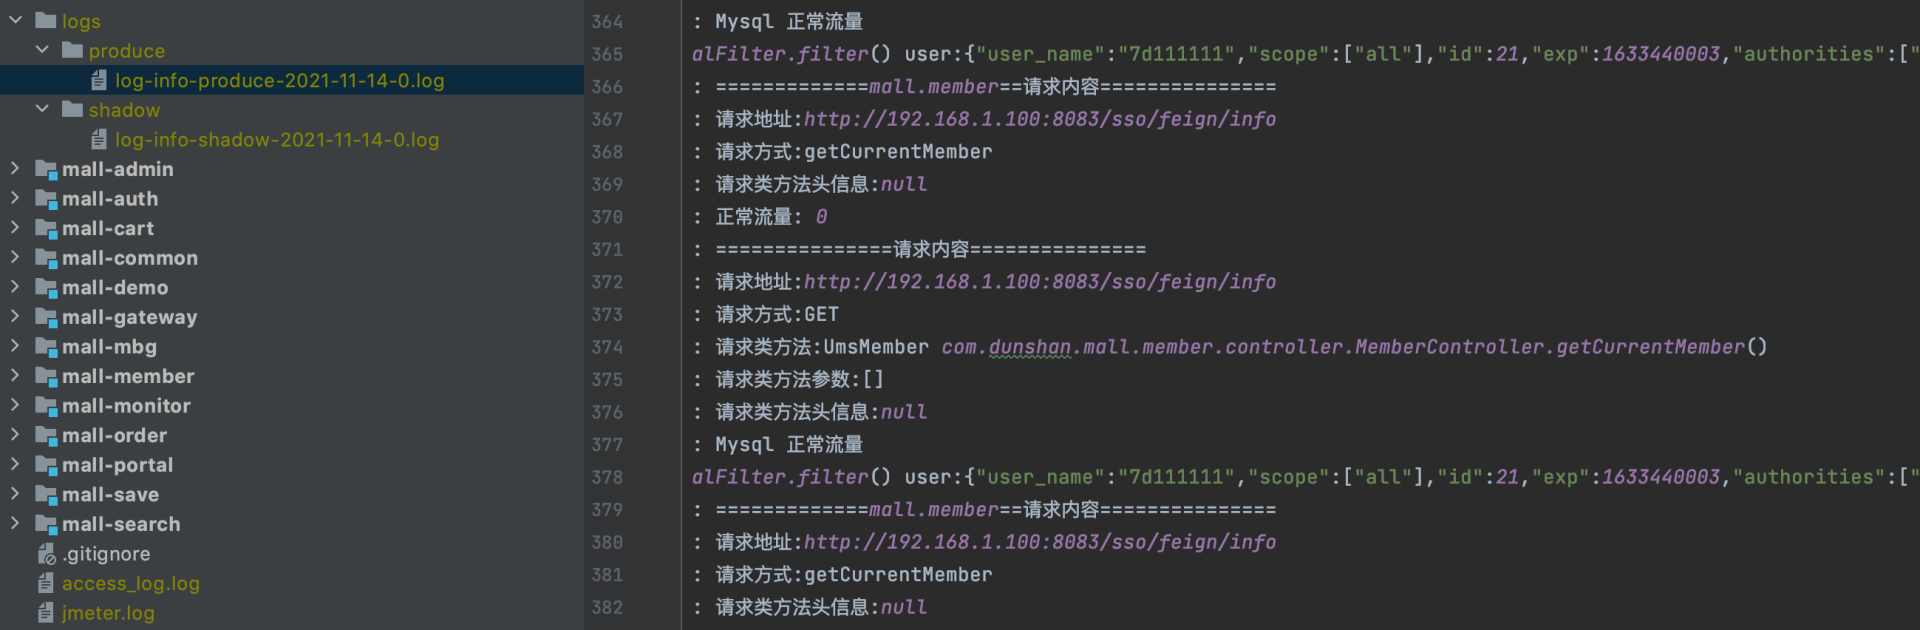 logs
produce
log-info-produce-2021-11-14-0.log
shadow
log-info-shadow-2021-11-14-0.log
mall-admin
mall-auth
mall-cart
mall-common
mall-demo
mall-gateway
mall-mbg
mall-member
mall-monitor
mall-order
mall-portal
mall-save
mall-search
.gitignore
access_log.log
jmeter.log
364 : Mysql 正常流量
365 alFilter.filter() user:{"user_name":"7d111111","scope":["all"],"id":21,"exp":1633440003,"authorities":["
366 : =============mall.member==请求内容===============
367 : 请求地址:http://192.168.1.100:8083/sso/feign/info
368 : 请求方式:getCurrentMember
369 : 请求类方法头信息:null
370 : 正常流量: 0
371 : ===============请求内容===============
372 : 请求地址:http://192.168.1.100:8083/sso/feign/info
373 : 请求方式:GET
374 : 请求类方法:UmsMember com.dunshan.mall.member.controller.MemberController.getCurrentMember()
375 : 请求类方法参数:[]
376 : 请求类方法头信息:null
377 : Mysql 正常流量
378 alFilter.filter() user:{"user_name":"7d111111","scope":["all"],"id":21,"exp":1633440003,"authorities":["
379 : =============mall.member==请求内容===============
380 : 请求地址:http://192.168.1.100:8083/sso/feign/info
381 : 请求方式:getCurrentMember
382 : 请求类方法头信息:null